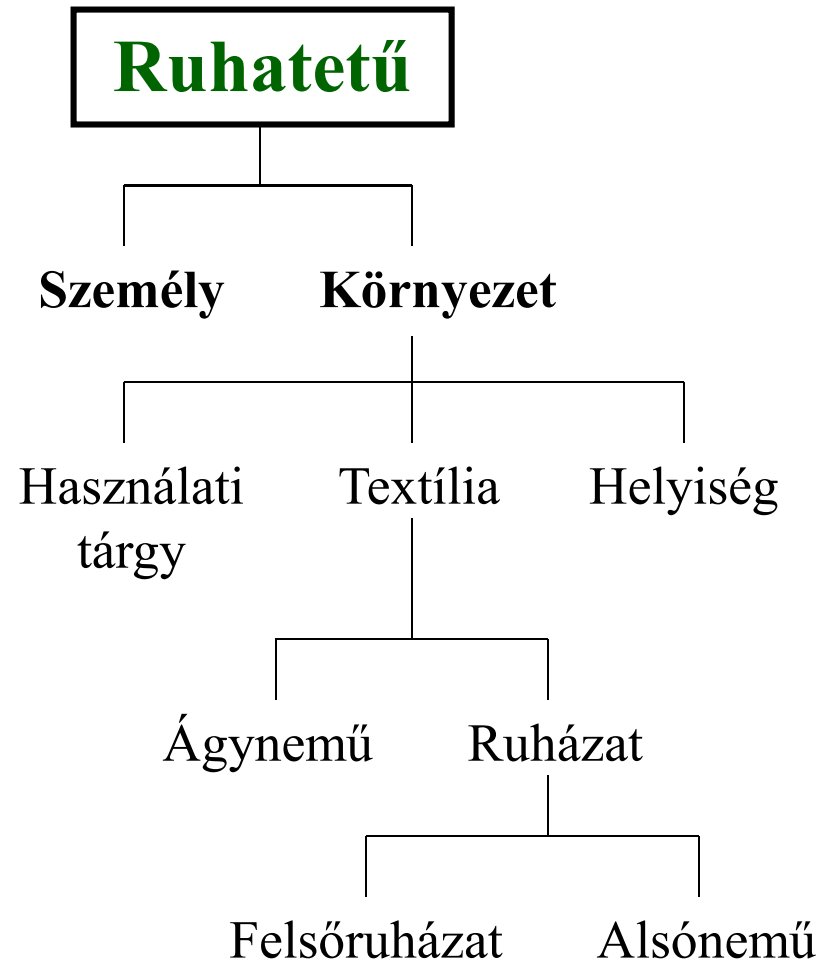 Ruhatetű
Személy
Környezet
Használati
tárgy
Textília
Helyiség
Ágynemű
Ruházat
Felsőruházat
Alsónemű